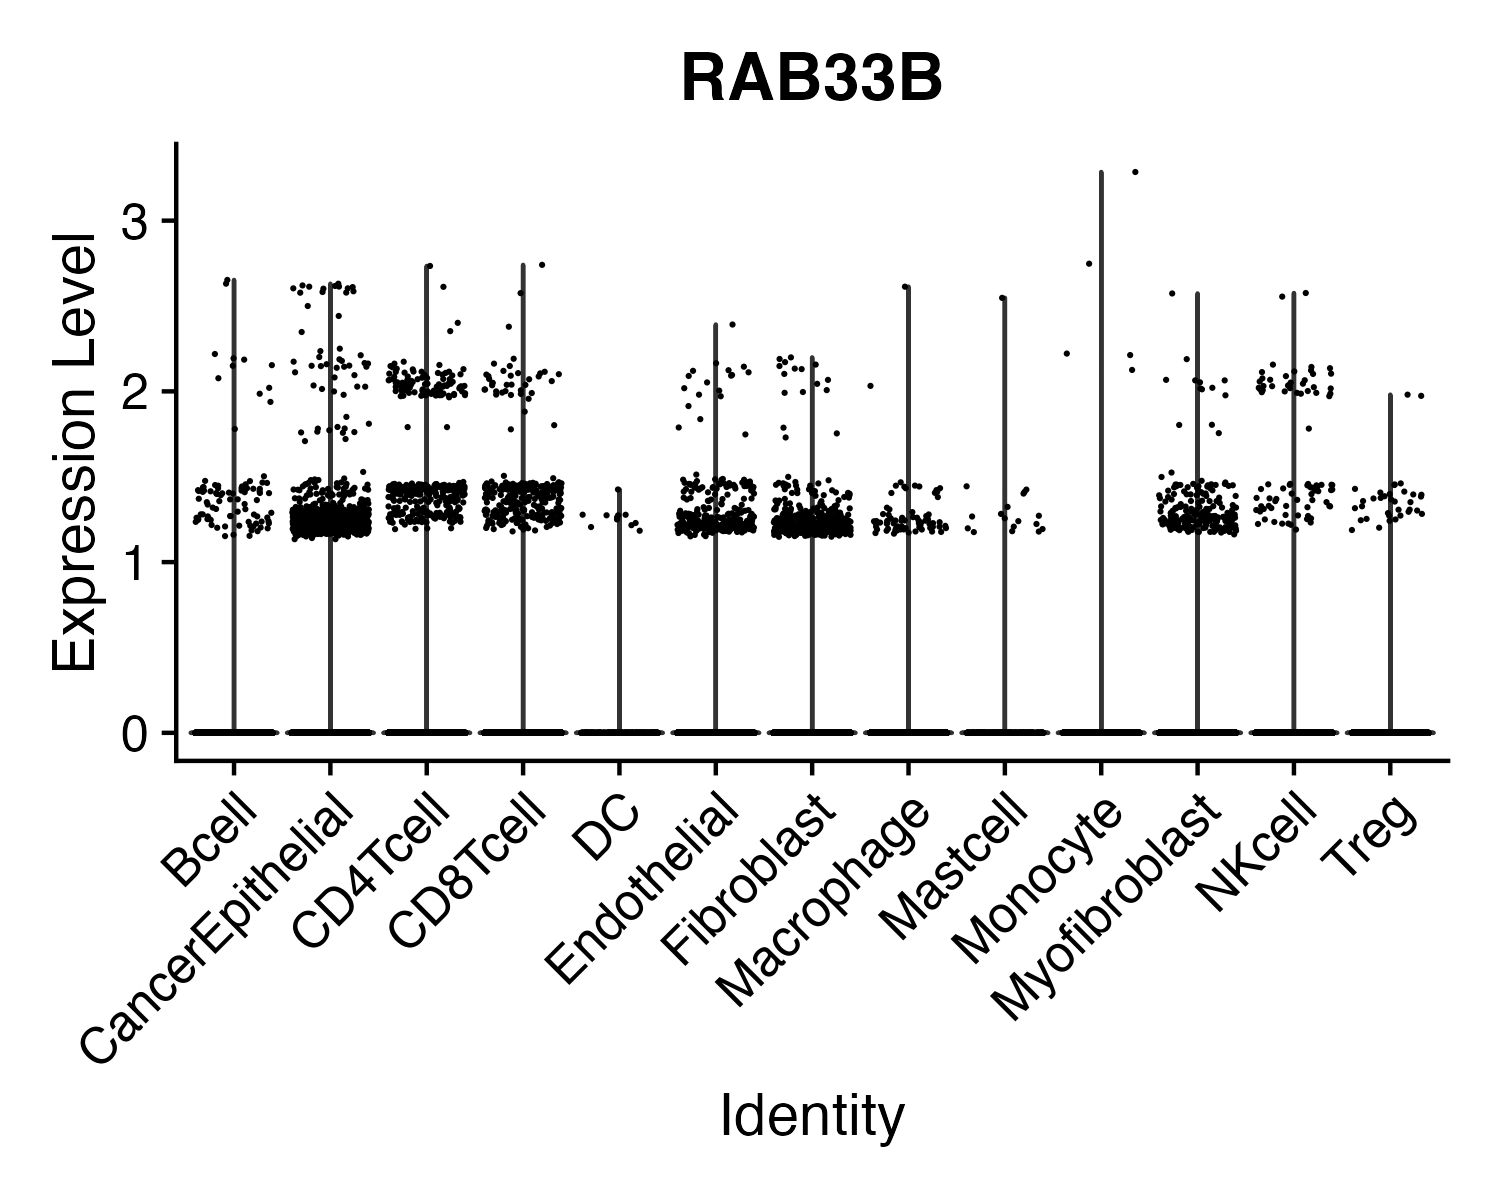 RAB33B
Expression Level
3
2
1
0
Bcell
CancerEpithelial
CD4Tcell
CD8Tcell
DC
Endothelial
Fibroblast
Macrophage
Mastcell
Monocyte
Myofibroblast
NKcell
Treg
Identity